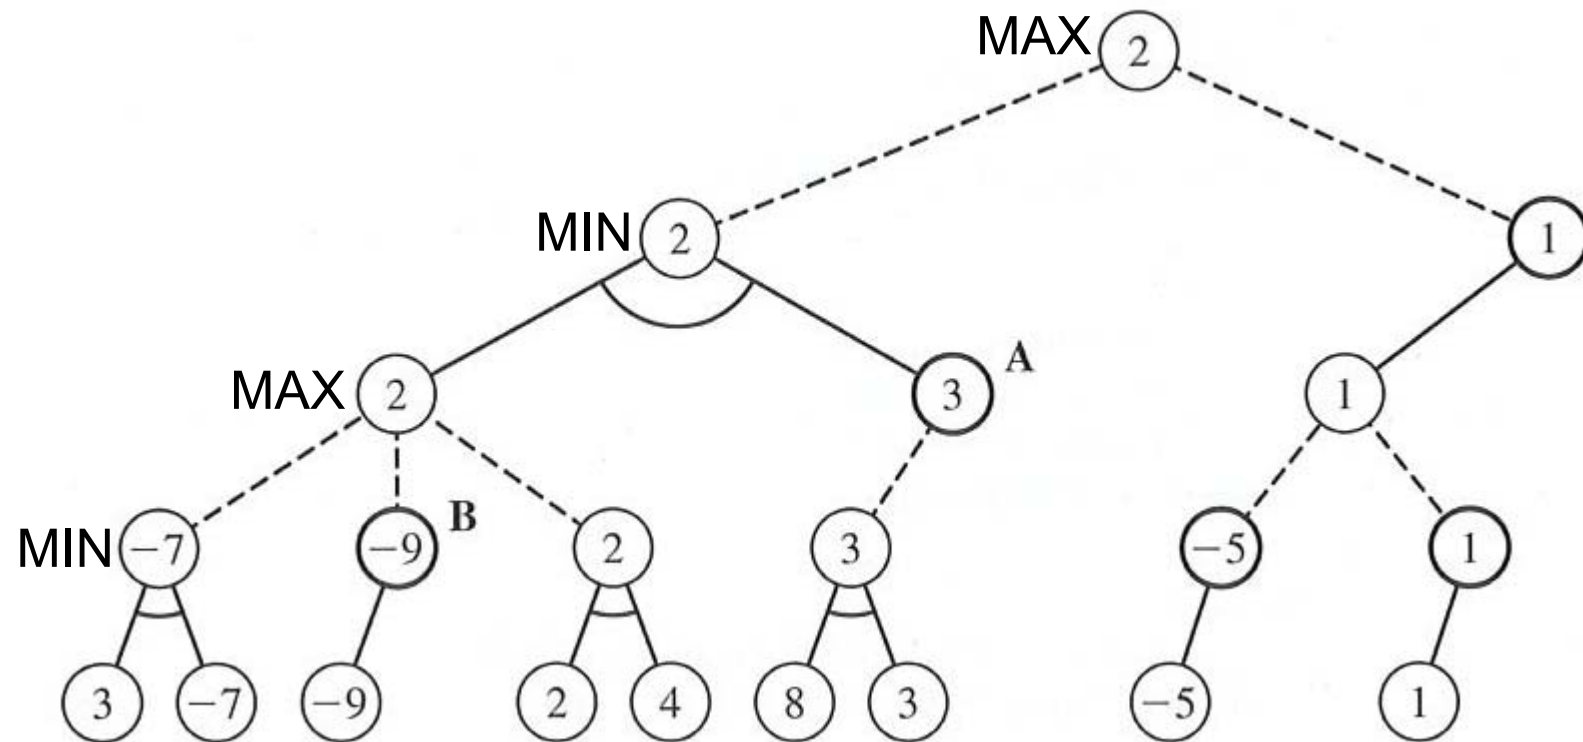 MAX 2
MIN 2 1
MAX 2 3 A 1
MIN −7 −9 B 2 3 −5 1
3 −7 −9 2 4 8 3 −5 1